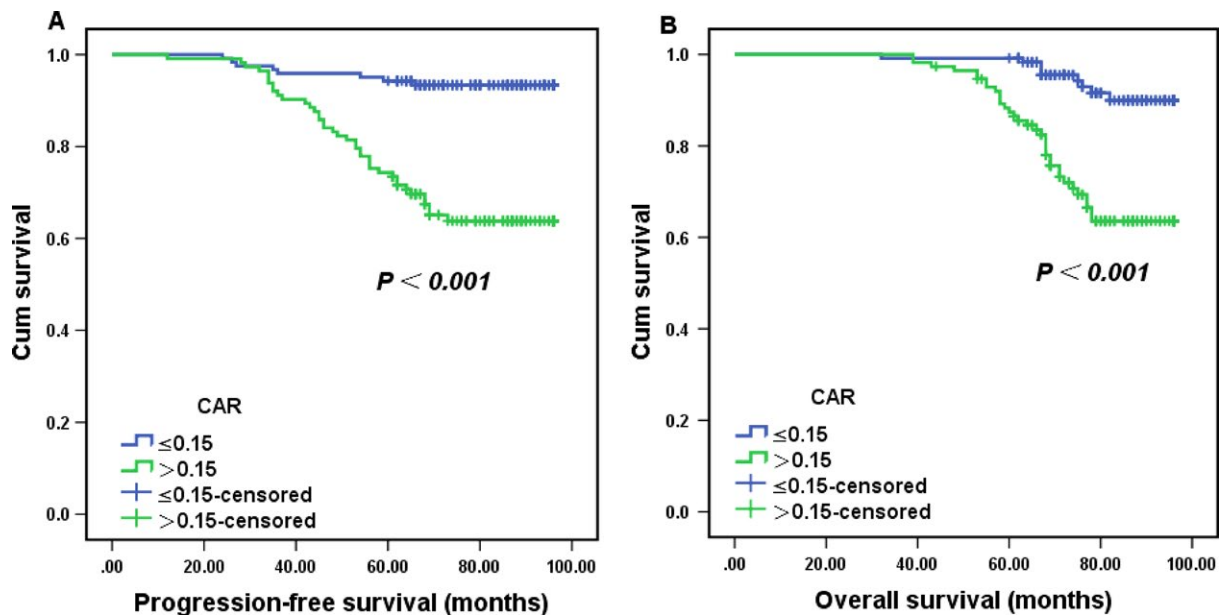 A
Cum survival
1.0
0.8
0.6
0.4
0.2
0.0
P < 0.001
CAR
≤0.15
>0.15
≤0.15-censored
>0.15-censored
.00 20.00 40.00 60.00 80.00 100.00
Progression-free survival (months)
B
Cum survival
1.0
0.8
0.6
0.4
0.2
0.0
P < 0.001
CAR
≤0.15
>0.15
≤0.15-censored
>0.15-censored
.00 20.00 40.00 60.00 80.00 100.00
Overall survival (months)